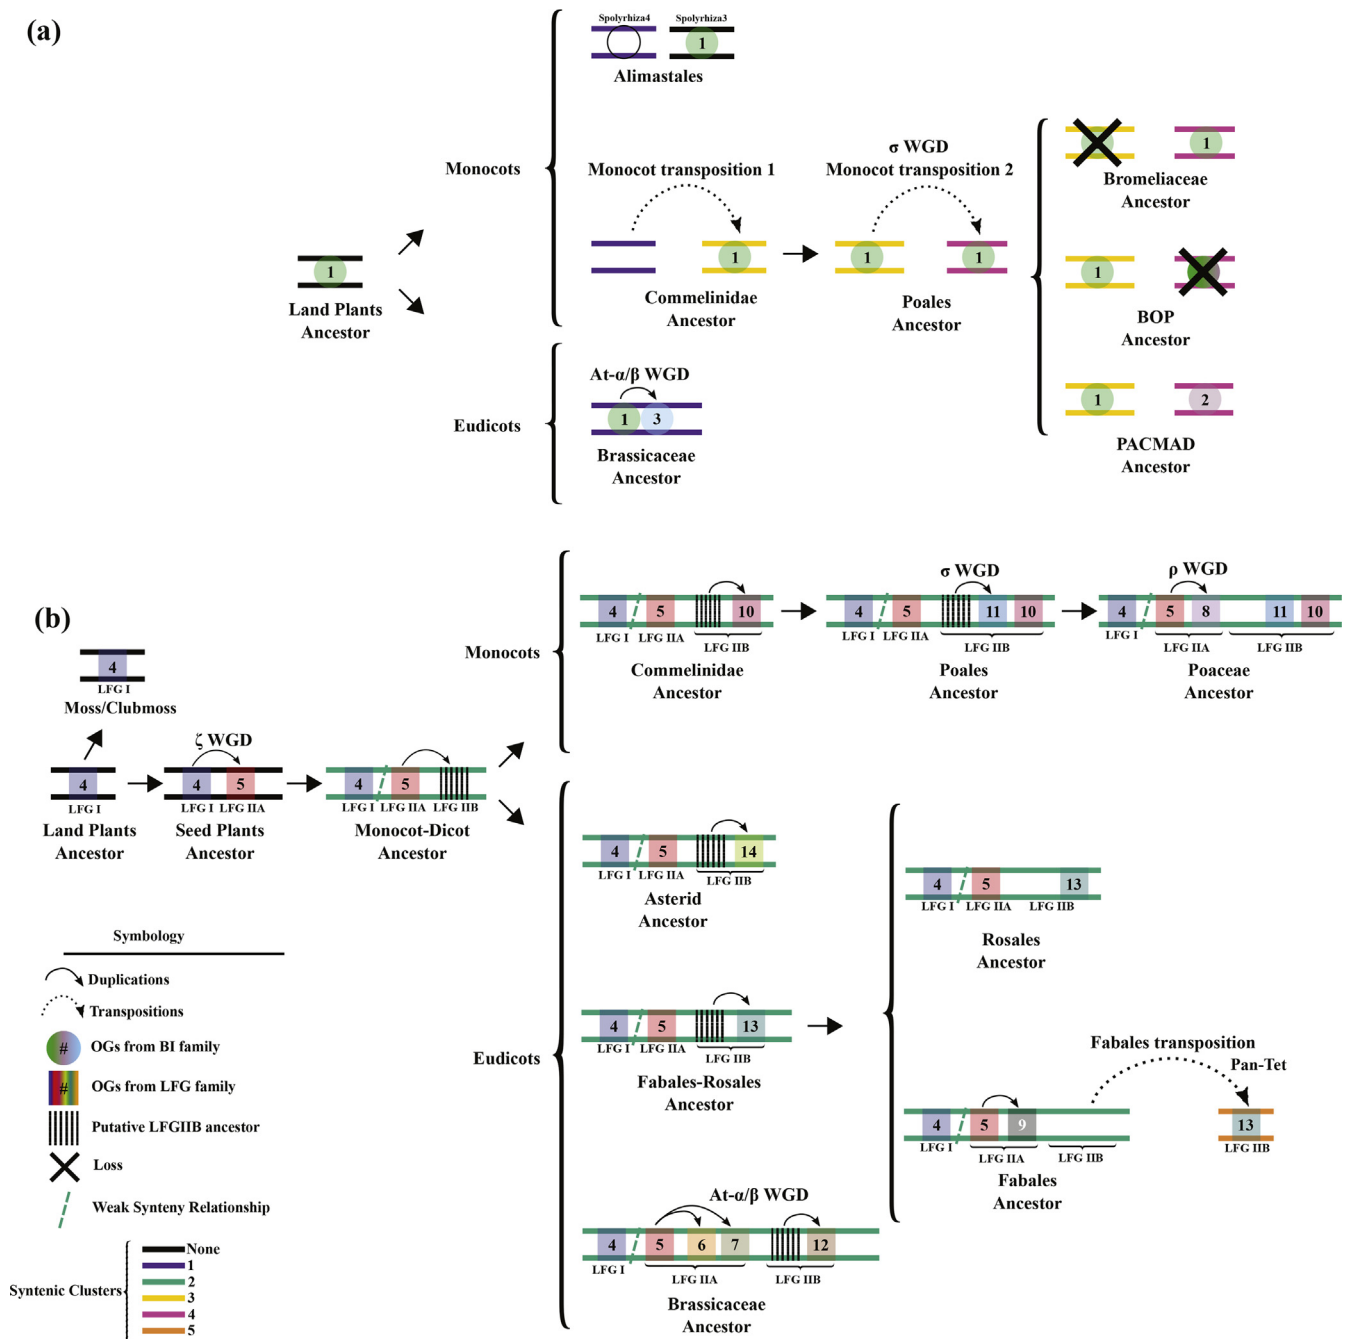 (a)
Spolyrhiza4
Spolyrhiza3
1
Alimastales
Monocots
Monocot transposition 1
1
Commelinidae
Ancestor
σ WGD
Monocot transposition 2
1
1
Poales
Ancestor
1
Bromeliaceae
Ancestor
1
BOP
Ancestor
1
2
PACMAD
Ancestor
1
Land Plants
Ancestor
Eudicots
At-α/β WGD
1
3
Brassicaceae
Ancestor
(b)
4
LFG I
Moss/Clubmoss
4
LFG I
Land Plants
Ancestor
ζ WGD
4
5
LFG I
LFG IIA
Seed Plants
Ancestor
4
5
LFG I
LFG IIA
LFG IIB
Monocot-Dicot
Ancestor
Monocots
4
5
10
LFG I
LFG IIA
LFG IIB
Commelinidae
Ancestor
σ WGD
4
5
11
10
LFG I
LFG IIA
LFG IIB
Poales
Ancestor
ρ WGD
4
5
8
11
10
LFG I
LFG IIA
LFG IIB
Poaceae
Ancestor
Eudicots
4
5
14
LFG I
LFG IIA
LFG IIB
Asterid
Ancestor
4
5
13
LFG I
LFG IIA
LFG IIB
Fabales-Rosales
Ancestor
4
5
13
LFG I
LFG IIA
LFG IIB
Rosales
Ancestor
Fabales transposition
Pan-Tet
4
5
9
13
LFG I
LFG IIA
LFG IIB
LFG IIB
Fabales
Ancestor
At-α/β WGD
4
5
6
7
12
LFG I
LFG IIA
LFG IIB
Brassicaceae
Ancestor
Symbology
Duplications
Transpositions
# OGs from BI family
# OGs from LFG family
Putative LFGIIB ancestor
Loss
Weak Synteny Relationship
Syntenic Clusters
None
1
2
3
4
5